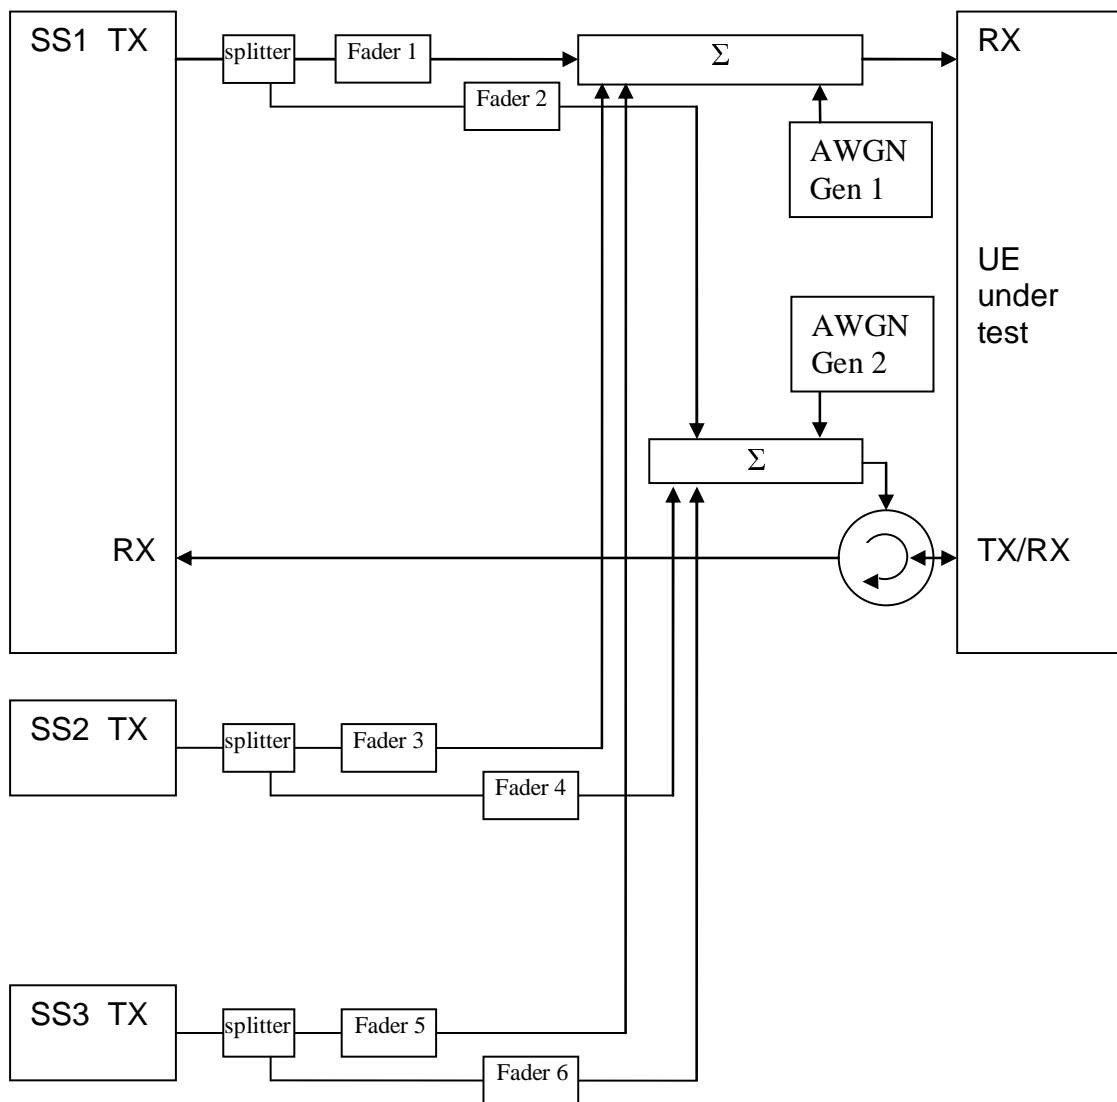 SS1 TX
splitter
Fader 1
Σ
RX
Fader 2
AWGN
Gen 1
UE
under
test
AWGN
Gen 2
Σ
RX
TX/RX
SS2 TX
splitter
Fader 3
Fader 4
SS3 TX
splitter
Fader 5
Fader 6